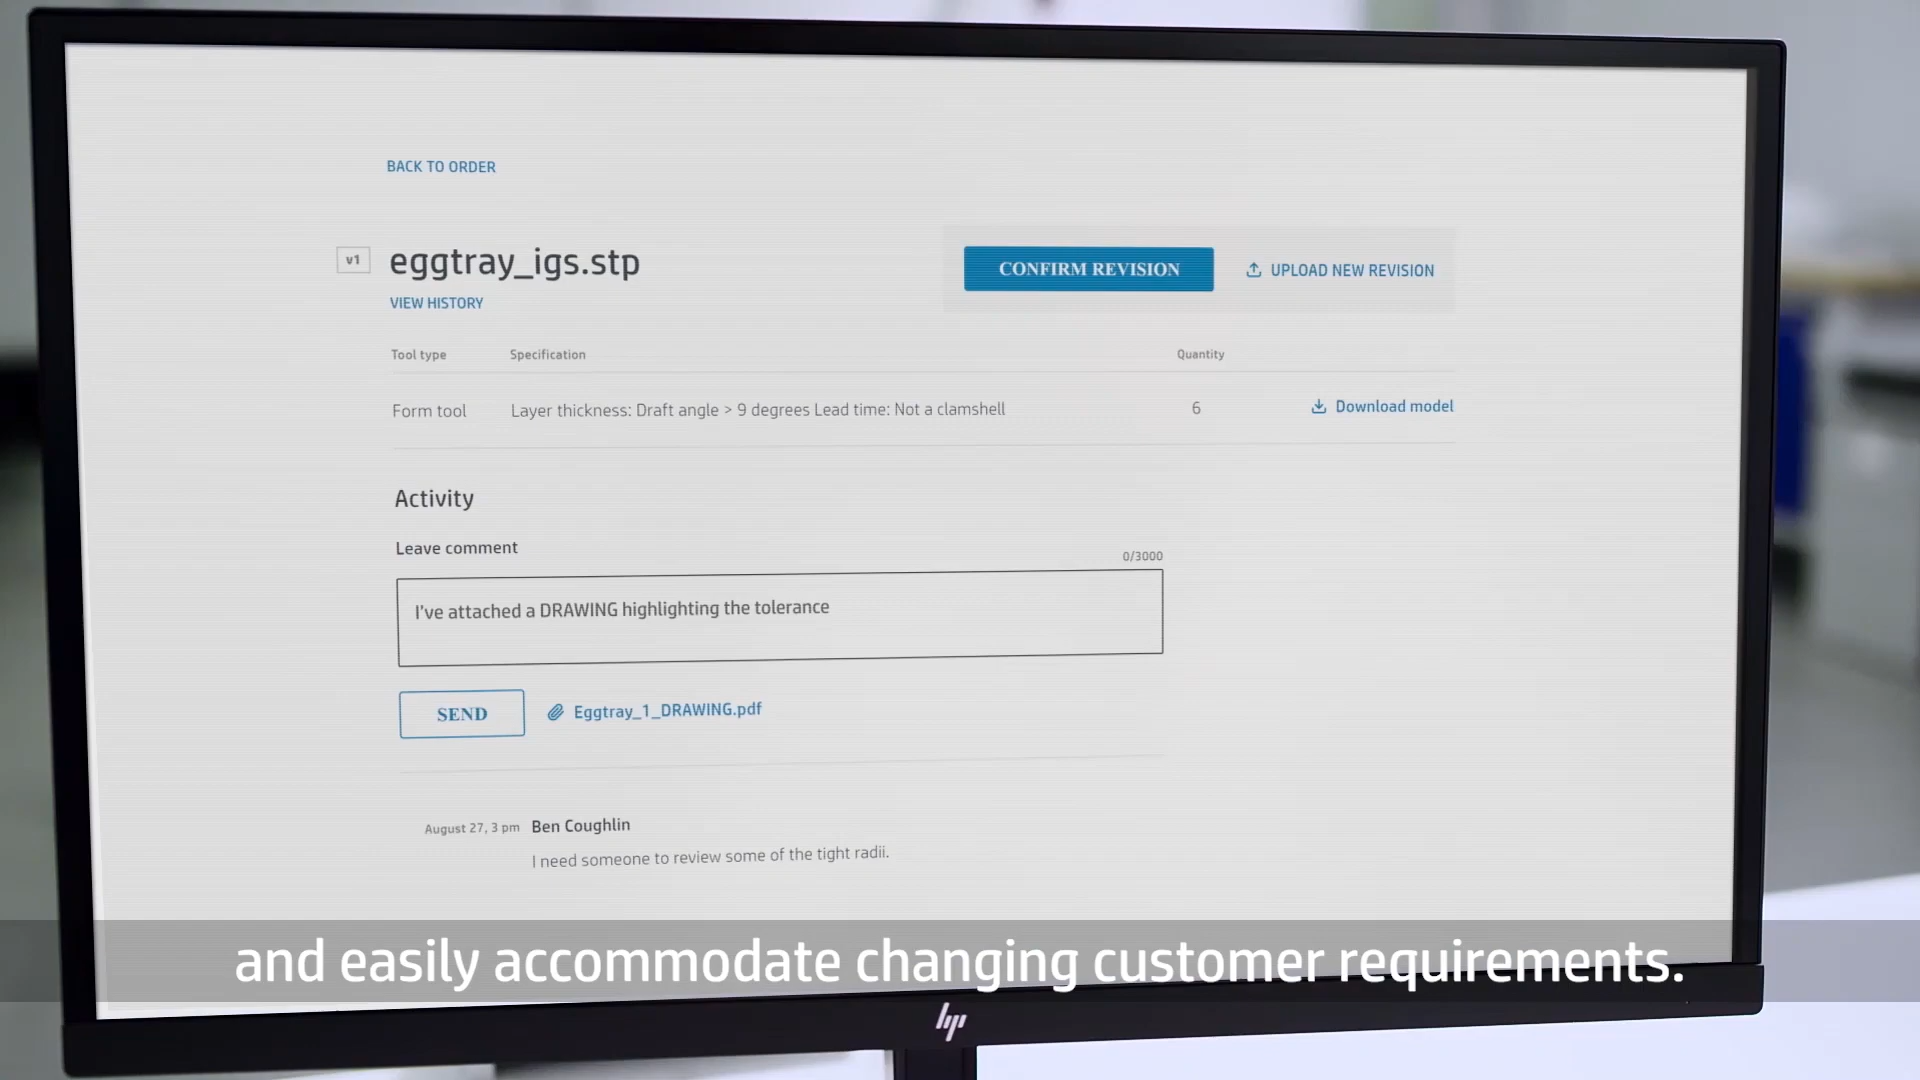 BACK TO ORDER
v1
eggtray_igs.stp
CONFIRM REVISION
UPLOAD NEW REVISION
VIEW HISTORY
Tool type
Specification
Quantity
Form tool
Layer thickness: Draft angle > 9 degrees Lead time: Not a clamshell
6
Download model
Activity
Leave comment
0/3000
I've attached a DRAWING highlighting the tolerance
SEND
Eggtray_1_DRAWING.pdf
August 27, 3 pm
Ben Coughlin
I need someone to review some of the tight radii.
and easily accommodate changing customer requirements.
hp